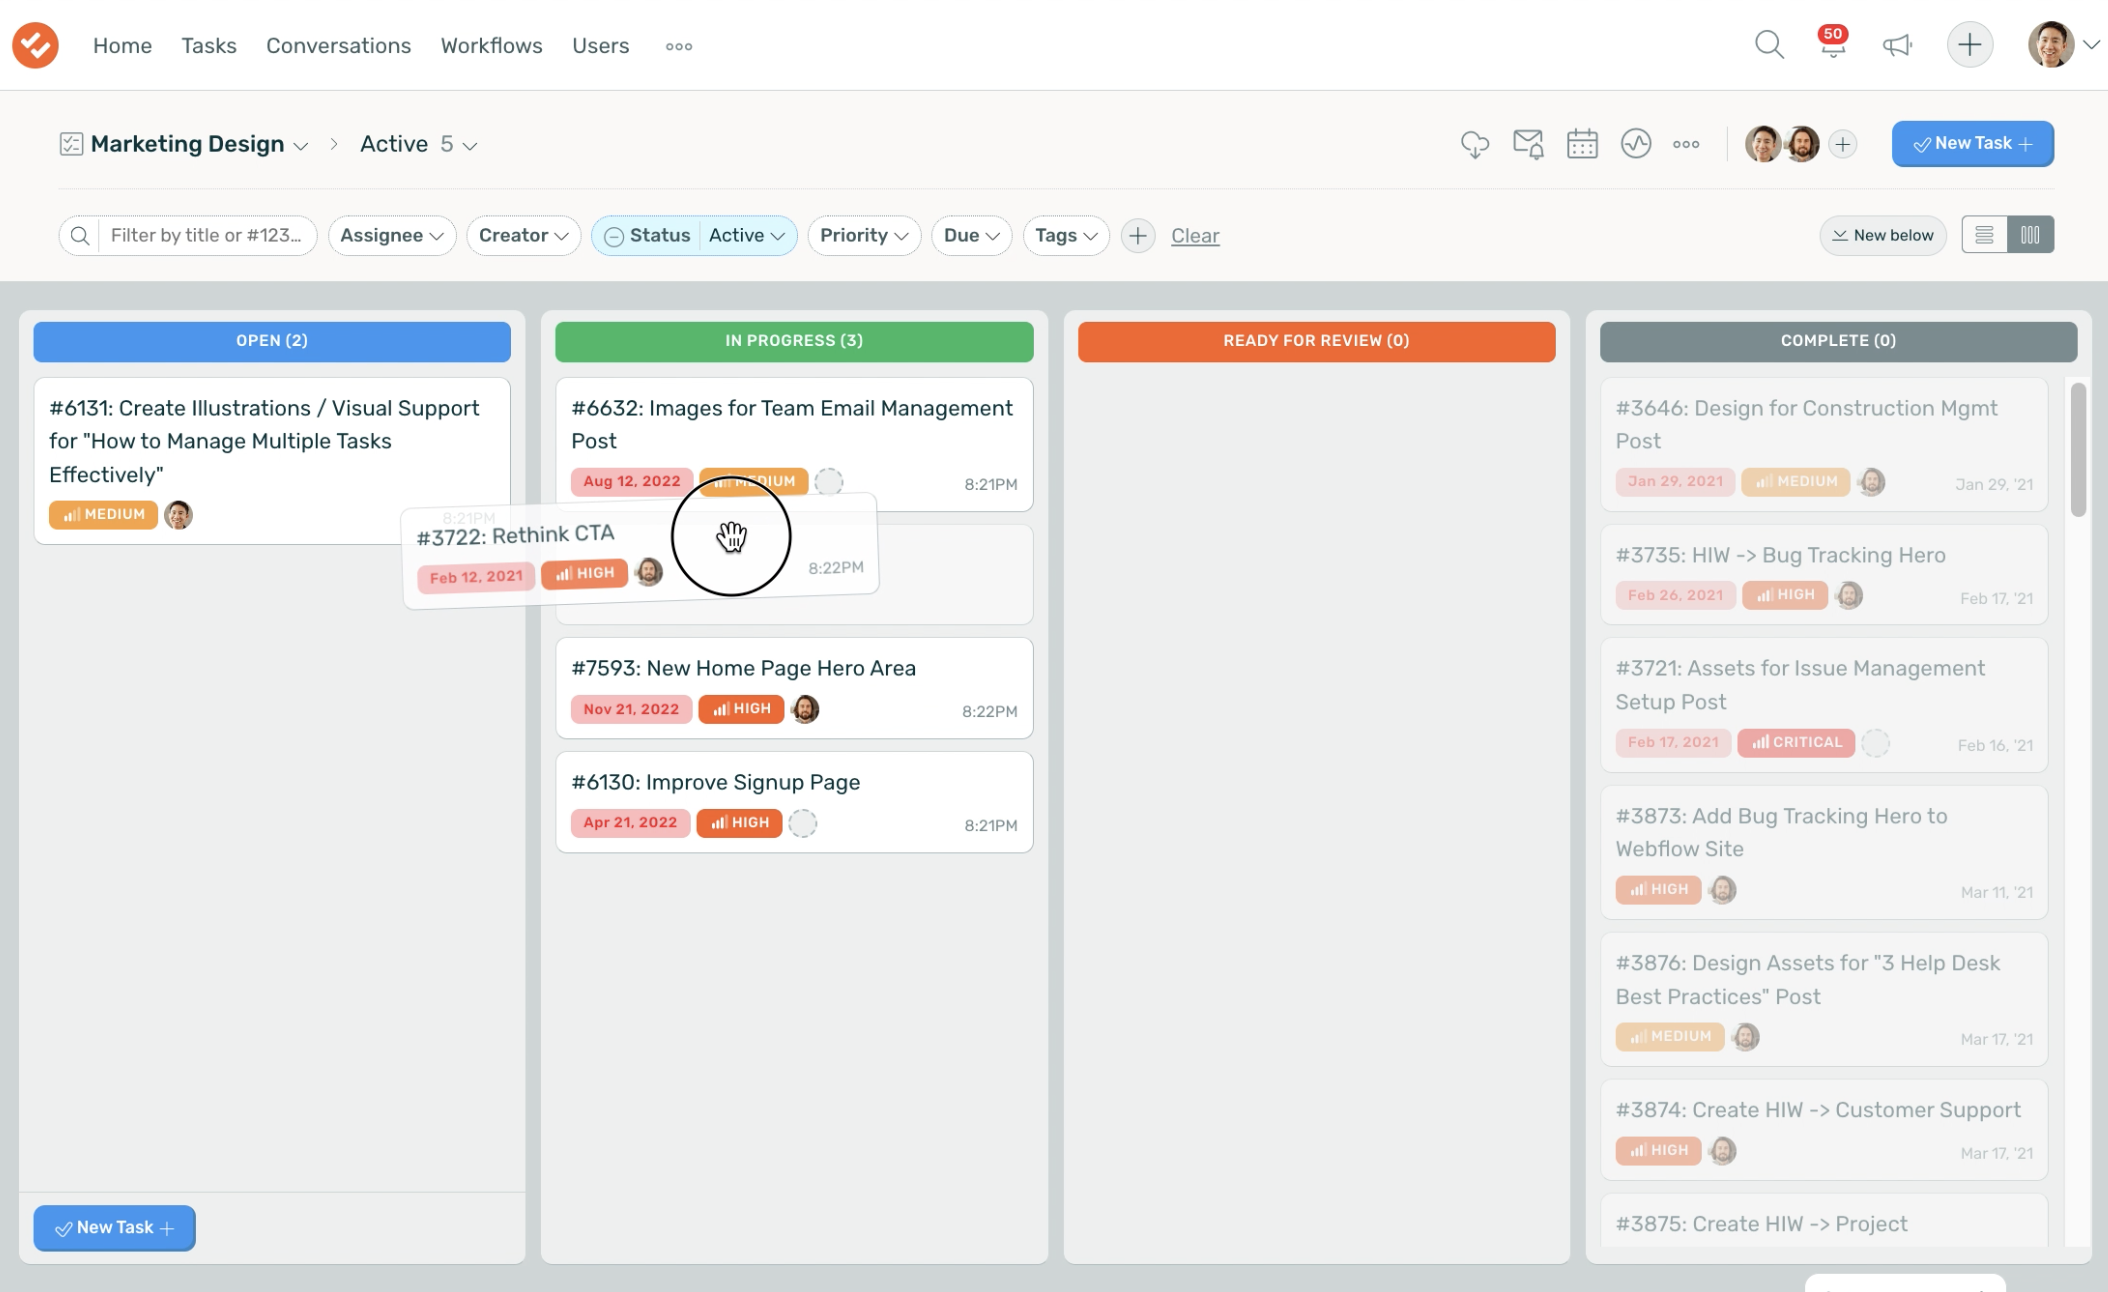 Home Tasks Conversations Workflows Users
50
Marketing Design Active 5
New Task
Filter by title or #123...
Assignee
Creator
Status Active
Priority
Due
Tags
Clear
New below
OPEN (2)
#6131: Create Illustrations / Visual Support
for "How to Manage Multiple Tasks
Effectively"
MEDIUM
8:21PM
New Task
#3722: Rethink CTA
Feb 12, 2021 HIGH
8:22PM
IN PROGRESS (3)
#6632: Images for Team Email Management
Post
Aug 12, 2022 MEDIUM 8:21PM
#7593: New Home Page Hero Area
Nov 21, 2022 HIGH 8:22PM
#6130: Improve Signup Page
Apr 21, 2022 HIGH 8:21PM
READY FOR REVIEW (0)
COMPLETE (0)
#3646: Design for Construction Mgmt
Post
Jan 29, 2021 MEDIUM Jan 29, '21
#3735: HIW -> Bug Tracking Hero
Feb 26, 2021 HIGH Feb 17, '21
#3721: Assets for Issue Management
Setup Post
Feb 17, 2021 CRITICAL Feb 16, '21
#3873: Add Bug Tracking Hero to
Webflow Site
HIGH Mar 11, '21
#3876: Design Assets for "3 Help Desk
Best Practices" Post
MEDIUM Mar 17, '21
#3874: Create HIW -> Customer Support
HIGH Mar 17, '21
#3875: Create HIW -> Project